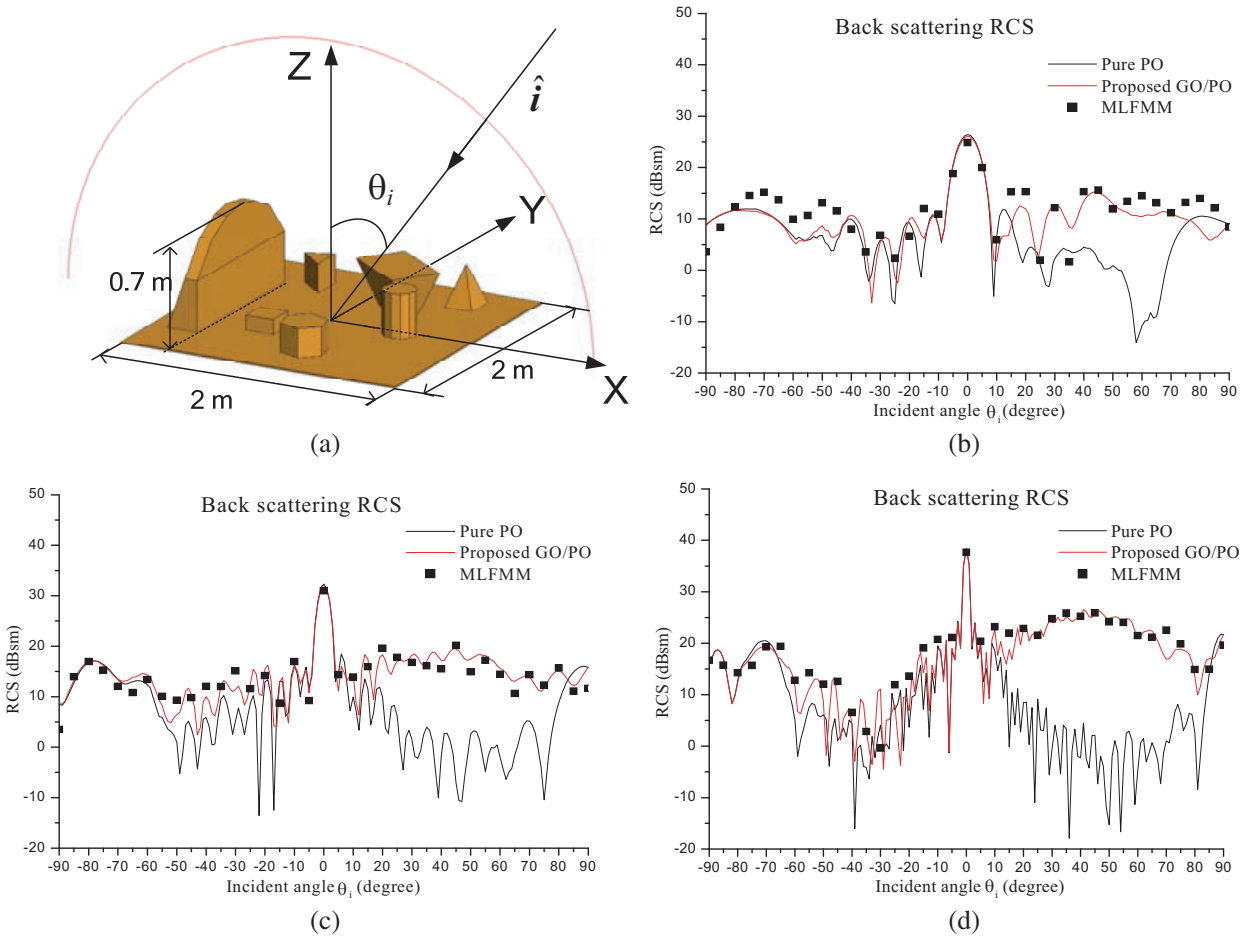 Z
î
θi
Y
0.7 m
2 m
2 m
X
(a)
Back scattering RCS
Pure PO
Proposed GO/PO
MLFMM
RCS (dBsm)
50
40
30
20
10
0
-10
-20
-90 -80 -70 -60 -50 -40 -30 -20 -10 0 10 20 30 40 50 60 70 80 90
Incident angle θi (degree)
(b)
Back scattering RCS
Pure PO
Proposed GO/PO
MLFMM
RCS (dBsm)
50
40
30
20
10
0
-10
-20
-90 -80 -70 -60 -50 -40 -30 -20 -10 0 10 20 30 40 50 60 70 80 90
Incident angle θi (degree)
(c)
Back scattering RCS
Pure PO
Proposed GO/PO
MLFMM
RCS (dBsm)
50
40
30
20
10
0
-10
-20
-90 -80 -70 -60 -50 -40 -30 -20 -10 0 10 20 30 40 50 60 70 80 90
Incident angle θi (degree)
(d)